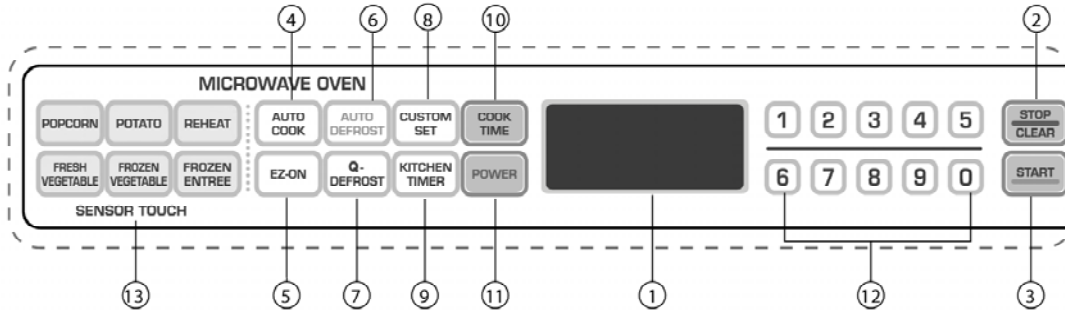 4 6 8 10 2
MICROWAVE OVEN
POPCORN POTATO REHEAT AUTO COOK AUTO DEFROST CUSTOM SET COOK TIME 1 2 3 4 5 STOP CLEAR
FRESH VEGETABLE FROZEN VEGETABLE FROZEN ENTREE EZ-ON Q-DEFROST KITCHEN TIMER POWER 6 7 8 9 0 START
SENSOR TOUCH
13 5 7 9 11 1 12 3